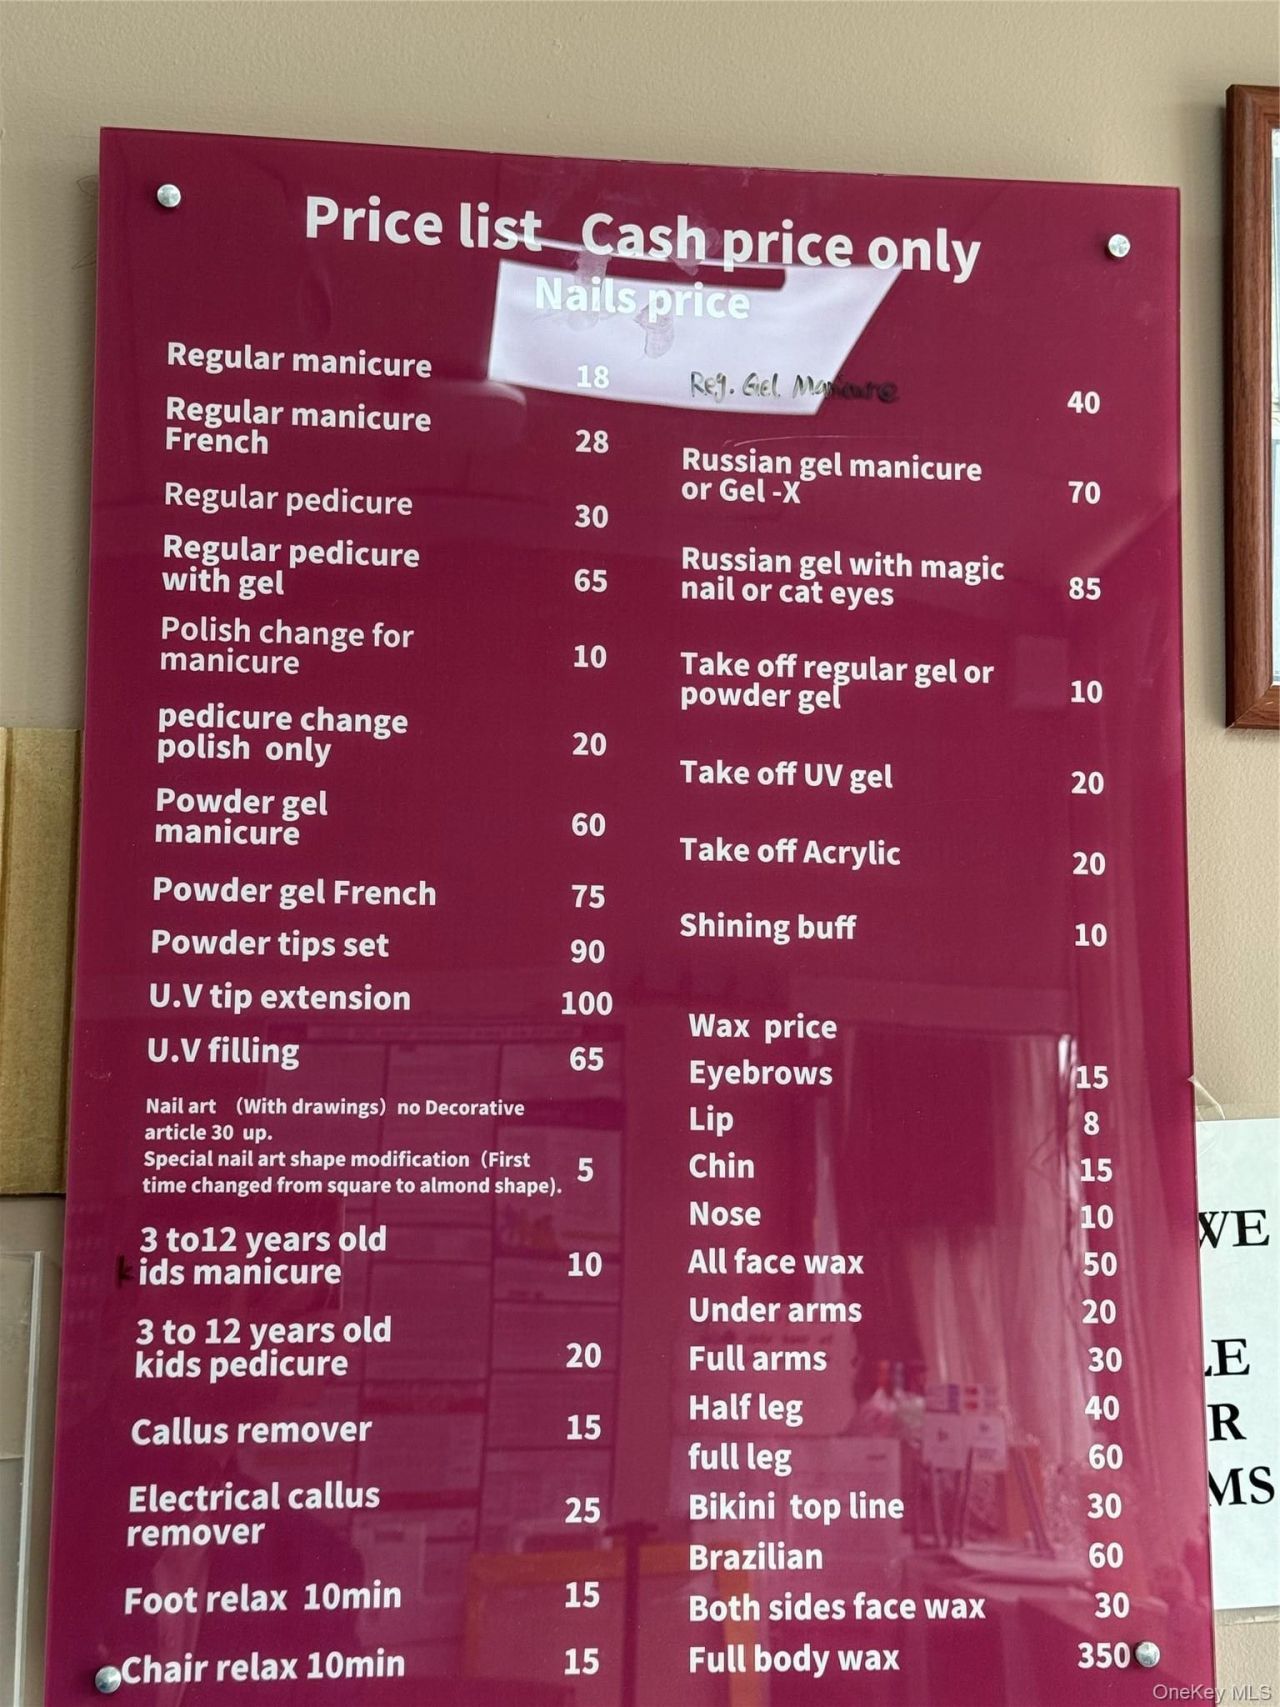 Price list Cash price only
Nails price
Regular manicure 18
Regular manicure
French 28
Regular pedicure 30
Regular pedicure
with gel 65
Polish change for
manicure 10
pedicure change
polish only 20
Powder gel
manicure 60
Powder gel French 75
Powder tips set 90
U.V tip extension 100
U.V filling 65
Nail art (With drawings) no Decorative
article 30 up.
Special nail art shape modification (First
time changed from square to almond shape). 5
3 to12 years old
kids manicure 10
3 to 12 years old
kids pedicure 20
Callus remover 15
Electrical callus
remover 25
Foot relax 10min 15
Chair relax 10min 15
Reg. Gel Manicure 40
Russian gel manicure
or Gel -X 70
Russian gel with magic
nail or cat eyes 85
Take off regular gel or
powder gel 10
Take off UV gel 20
Take off Acrylic 20
Shining buff 10
Wax price
Eyebrows 15
Lip 8
Chin 15
Nose 10
All face wax 50
Under arms 20
Full arms 30
Half leg 40
full leg 60
Bikini top line 30
Brazilian 60
Both sides face wax 30
Full body wax 350
WE
OneKey MLS